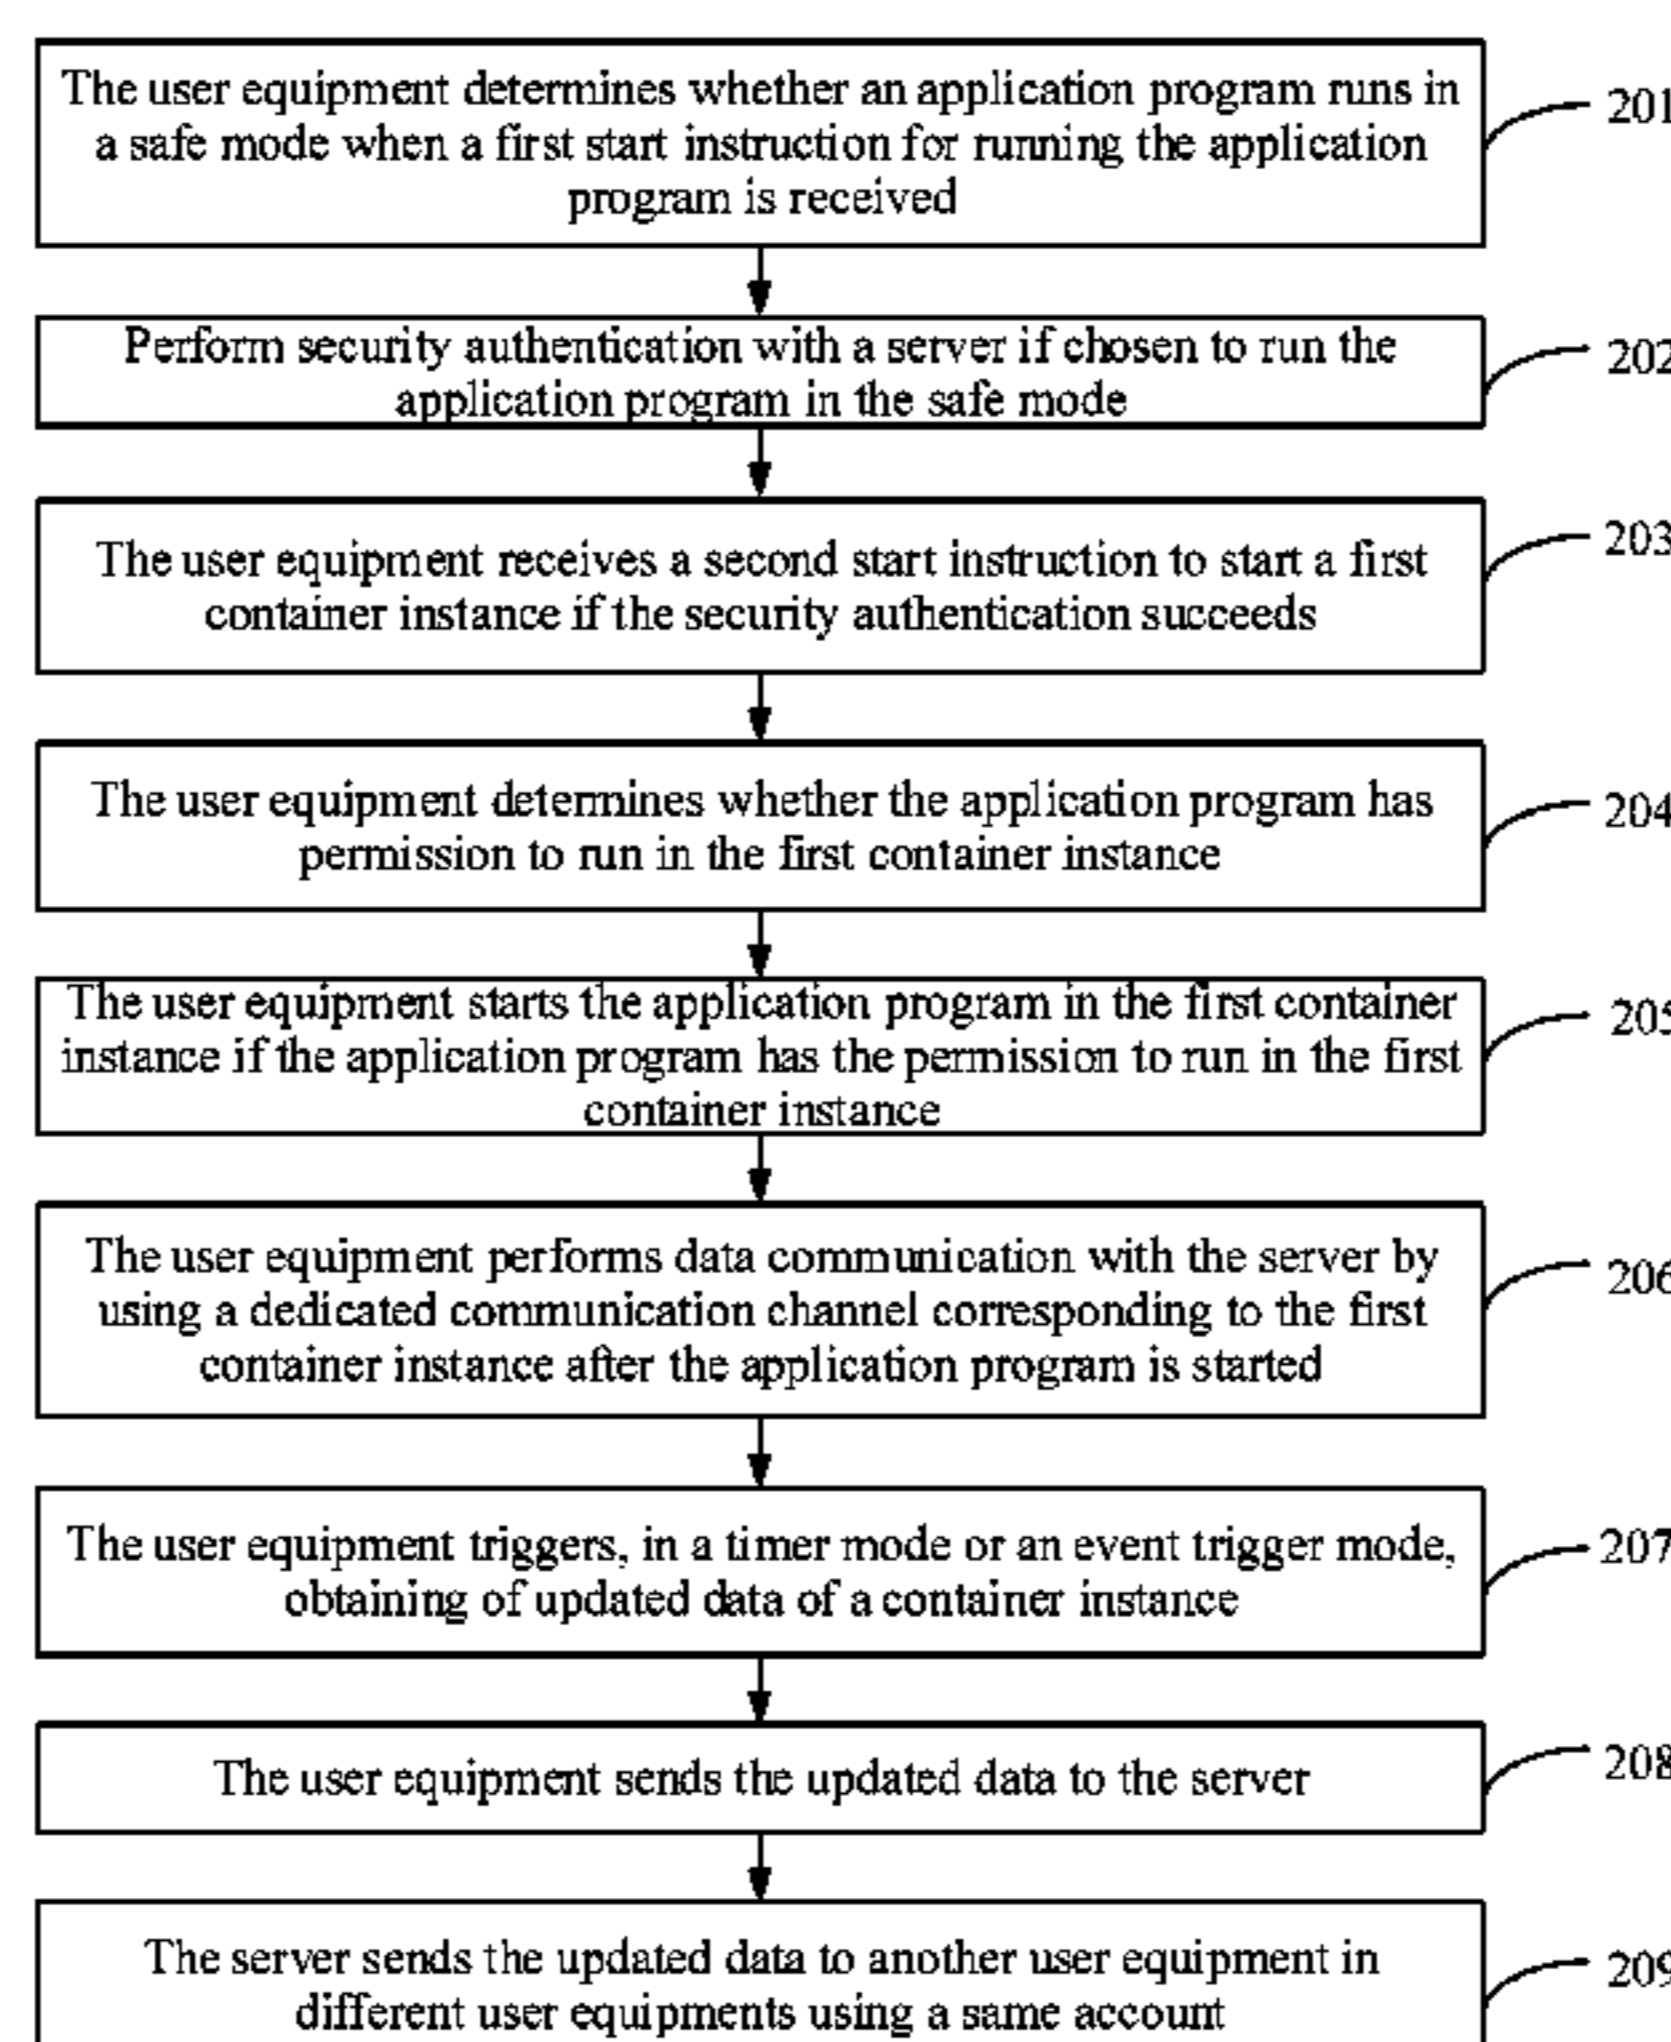 The user equipment determines whether an application program runs in
a safe mode when a first start instruction for running the application
program is received
201
Perform security authentication with a server if chosen to run the
application program in the safe mode
202
The user equipment receives a second start instruction to start a first
container instance if the security authentication succeeds
203
The user equipment determines whether the application program has
permission to run in the first container instance
204
The user equipment starts the application program in the first container
instance if the application program has the permission to run in the first
container instance
205
The user equipment performs data communication with the server by
using a dedicated communication channel corresponding to the first
container instance after the application program is started
206
The user equipment triggers, in a timer mode or an event trigger mode,
obtaining of updated data of a container instance
207
The user equipment sends the updated data to the server
208
The server sends the updated data to another user equipment in
different user equipments using a same account
209